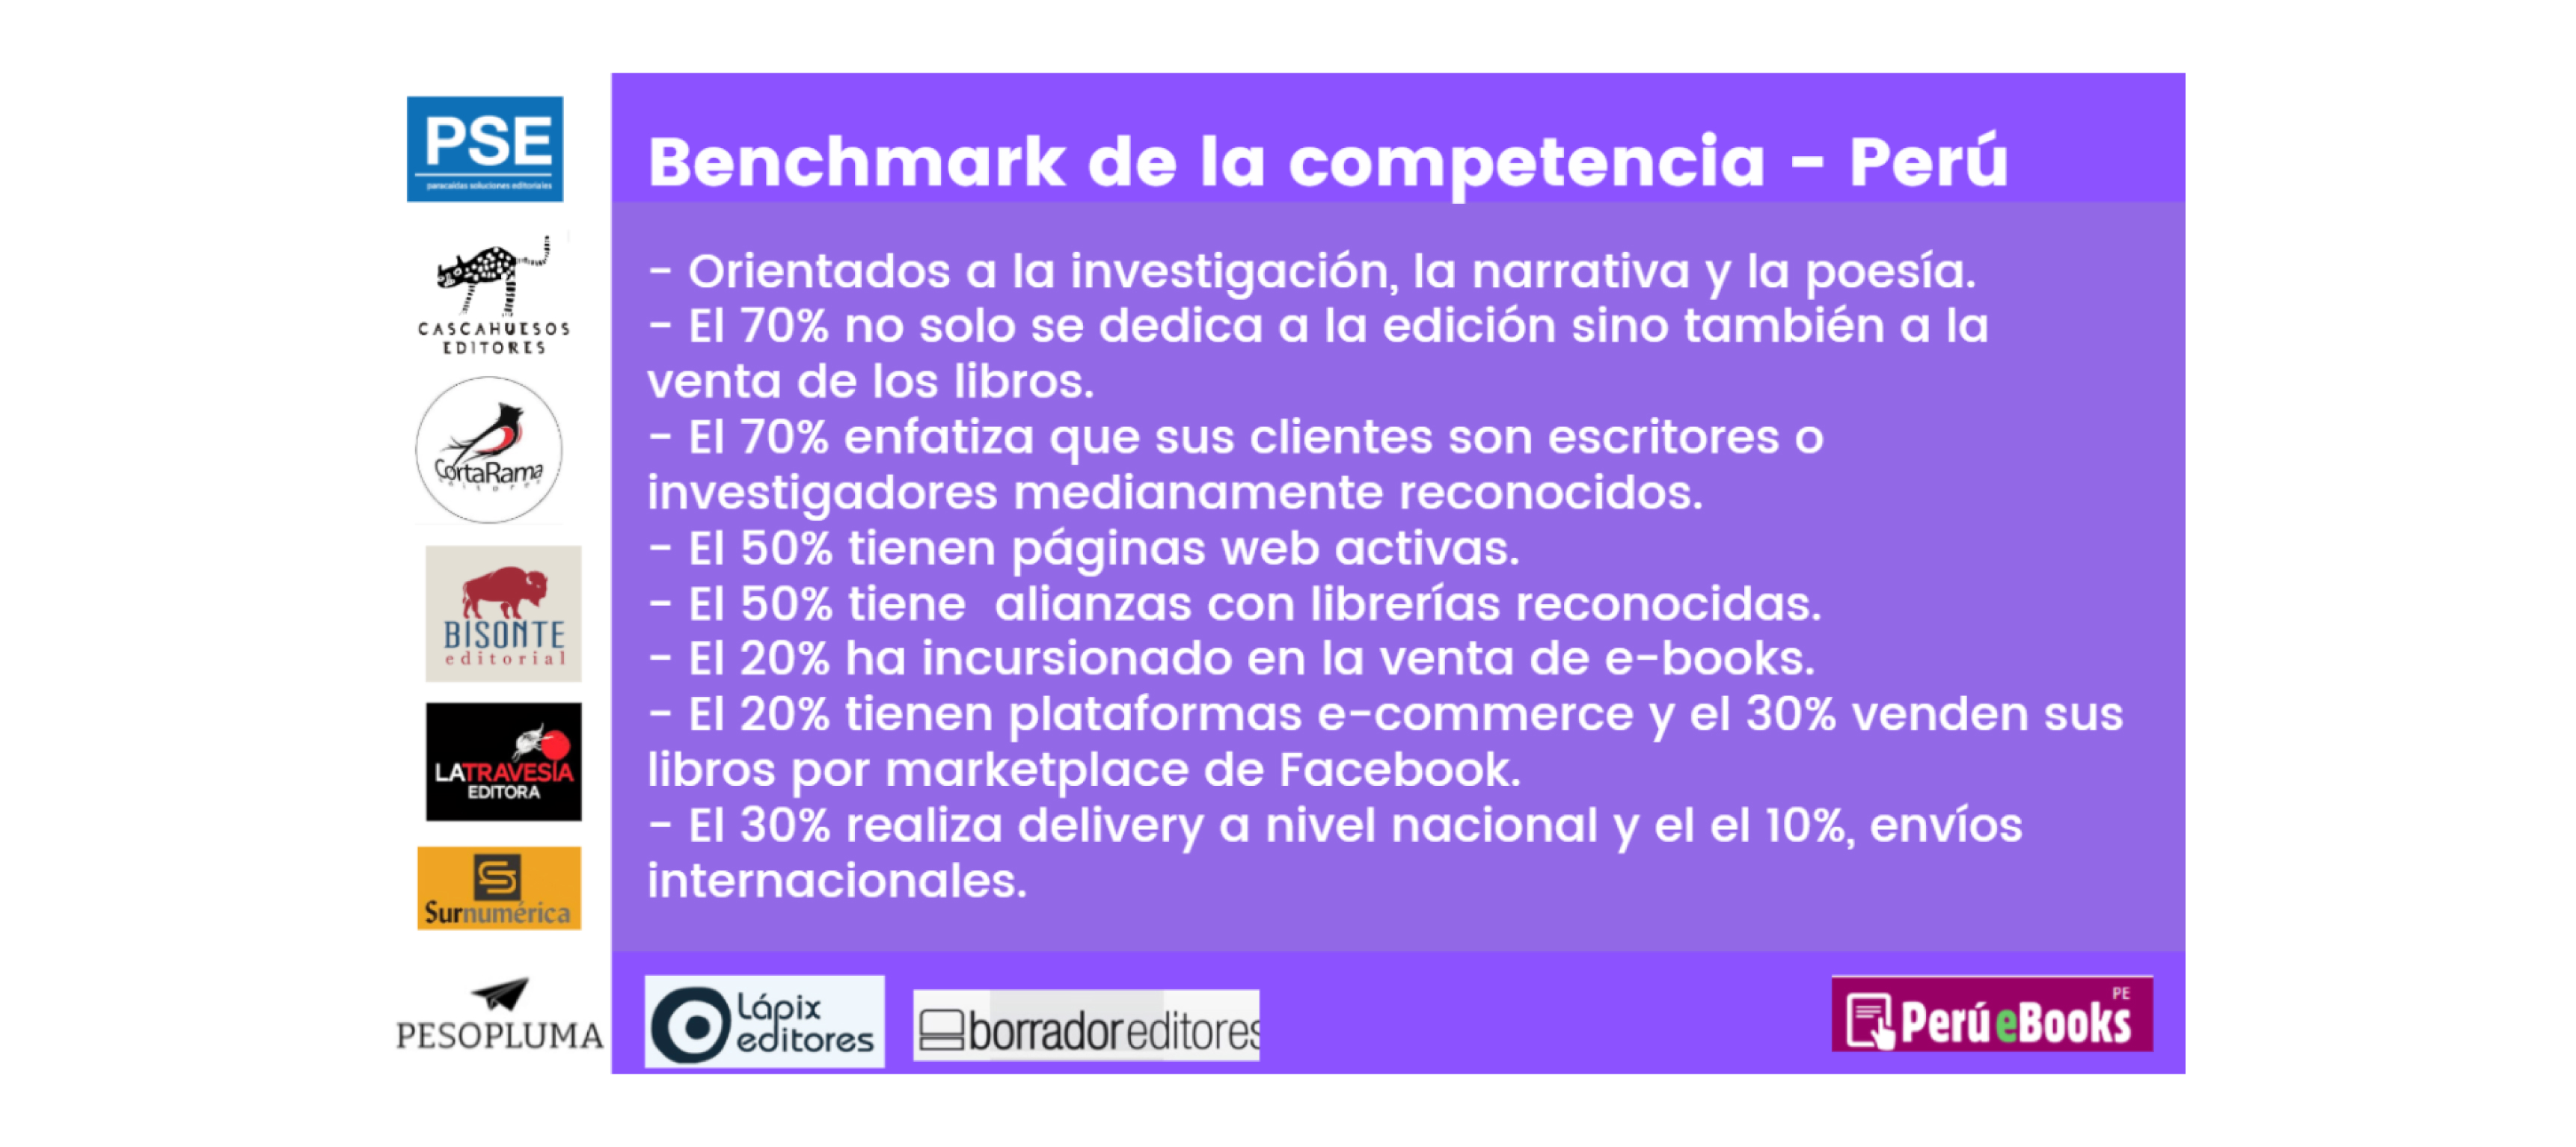 PSE
paracaídas soluciones editoriales
CASCAHUESOS
EDITORES
CortaRama
editores
BISONTE
editorial
LATRAVESÍA
EDITORA
Surnumérica
PESOPLUMA
Benchmark de la competencia - Perú
- Orientados a la investigación, la narrativa y la poesía.
- El 70% no solo se dedica a la edición sino también a la
venta de los libros.
- El 70% enfatiza que sus clientes son escritores o
investigadores medianamente reconocidos.
- El 50% tienen páginas web activas.
- El 50% tiene  alianzas con librerías reconocidas.
- El 20% ha incursionado en la venta de e-books.
- El 20% tienen plataformas e-commerce y el 30% venden sus
libros por marketplace de Facebook.
- El 30% realiza delivery a nivel nacional y el el 10%, envíos
internacionales.
Lápix
editores
borradoreditores
PE
PerúeBooks